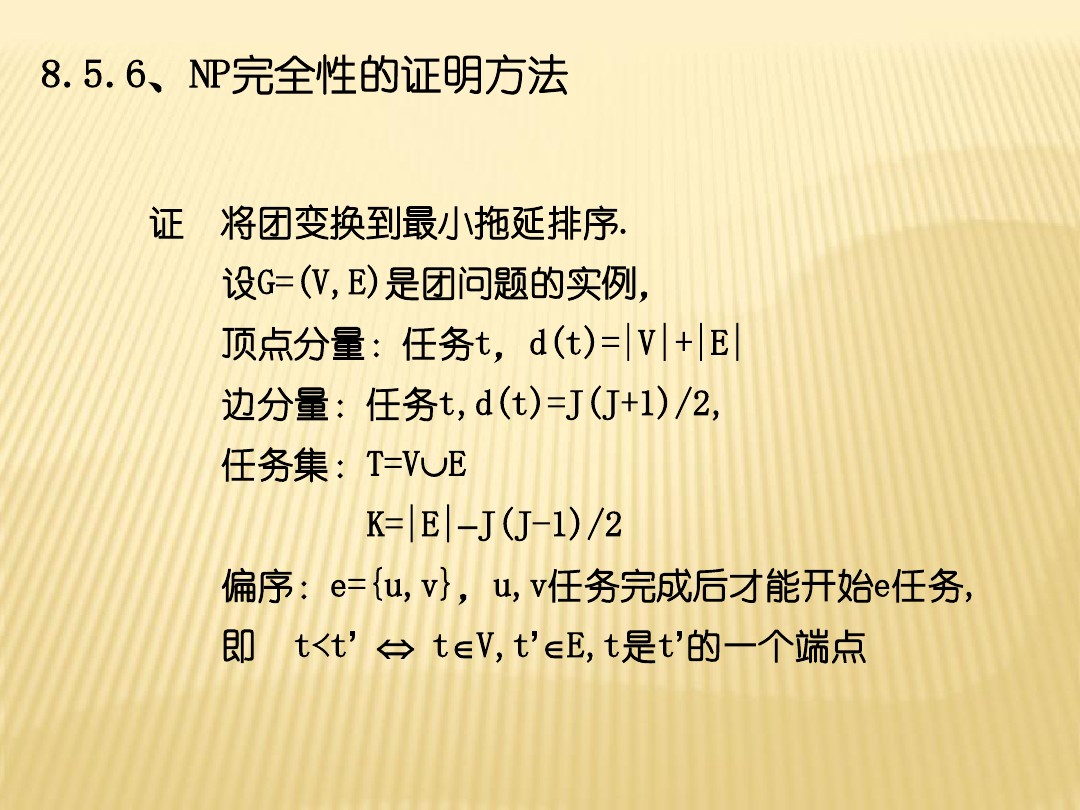 8.5.6、NP完全性的证明方法
证 将团变换到最小拖延排序.
设G=(V,E)是团问题的实例,
顶点分量: 任务t, d(t)=|V|+|E|
边分量: 任务t,d(t)=J(J+1)/2,
任务集: T=V∪E
K=|E|−J(J-1)/2
偏序: e={u,v}, u,v任务完成后才能开始e任务,
即 t<t’ ⇔ t∈V,t’∈E,t是t’的一个端点